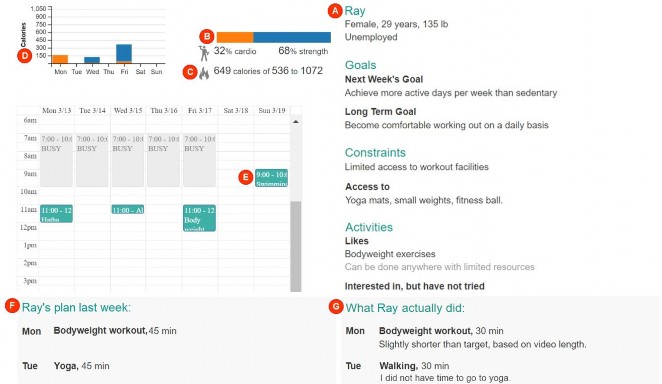 1,050
900
750
600
450
300
150
0
Calories
D
Mon Tue Wed Thu Fri Sat Sun
B
32% cardio 68% strength
C 649 calories of 536 to 1072
Mon 3/13 Tue 3/14 Wed 3/15 Thu 3/16 Fri 3/17 Sat 3/18 Sun 3/19
6am
7am
8am
9am
10am
11am
12pm
1pm
2pm
3pm
7:00 - 10:0
BUSY
7:00 - 10:0
BUSY
7:00 - 10:0
BUSY
7:00 - 10:0
BUSY
7:00 - 10:0
BUSY
E
9:00 - 10:0
Swimming
11:00 - 12
Hatha
11:00 - Al
11:00 - 12
Body
weight
A Ray
Female, 29 years, 135 lb
Unemployed
Goals
Next Week's Goal
Achieve more active days per week than sedentary
Long Term Goal
Become comfortable working out on a daily basis
Constraints
Limited access to workout facilities
Access to
Yoga mats, small weights, fitness ball.
Activities
Likes
Bodyweight exercises
Can be done anywhere with limited resources
Interested in, but have not tried
F Ray's plan last week:
Mon Bodyweight workout, 45 min
Tue Yoga, 45 min
G What Ray actually did:
Mon Bodyweight workout, 30 min
Slightly shorter than target, based on video length.
Tue Walking, 30 min
I did not have time to go to yoga.